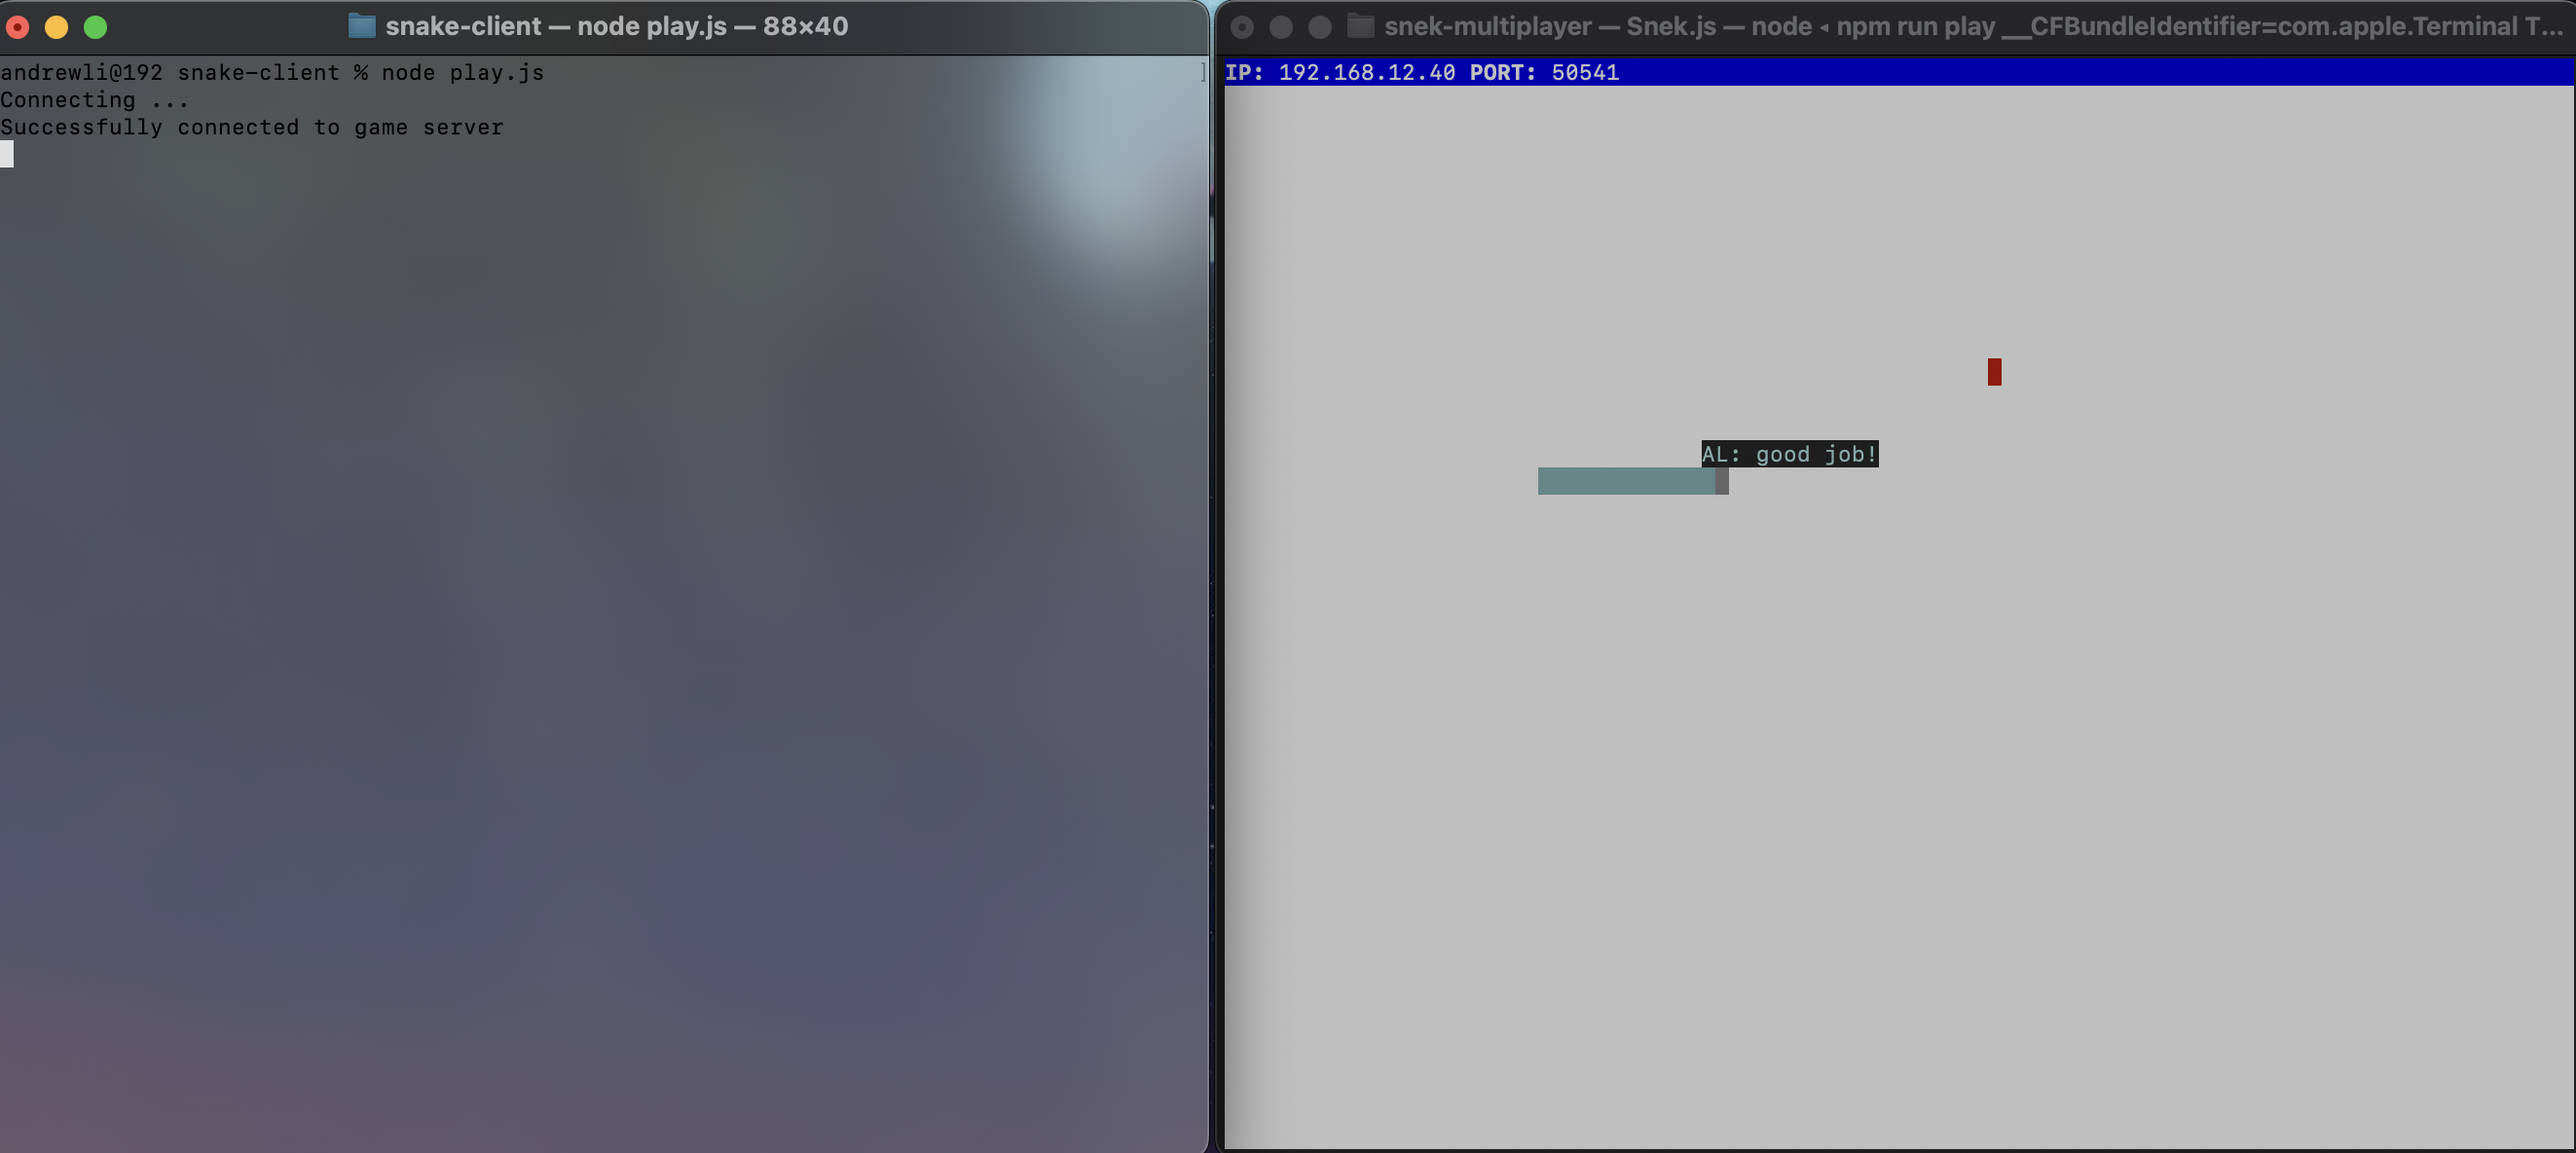 snake-client — node play.js — 88×40
andrewli@192 snake-client % node play.js ]
Connecting ...
Successfully connected to game server
snek-multiplayer — Snek.js — node ◂ npm run play __CFBundleIdentifier=com.apple.Terminal T...
IP: 192.168.12.40 PORT: 50541
AL: good job!